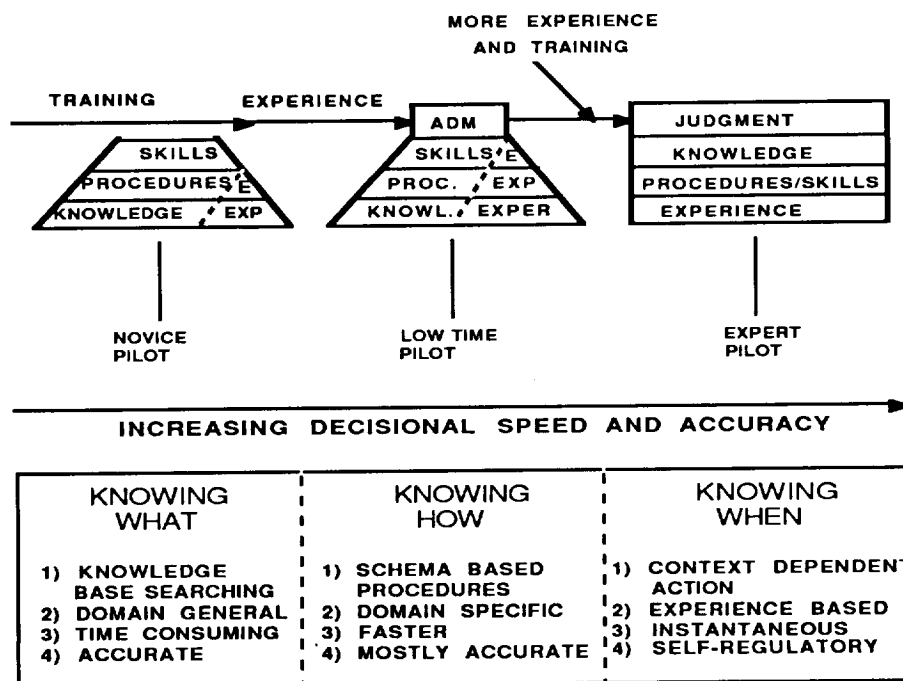 MORE EXPERIENCE
AND TRAINING
TRAINING
EXPERIENCE
SKILLS
PROCEDURES E
KNOWLEDGE EXP
ADM
SKILLS E
PROC. EXP
KNOWL. EXPER
JUDGMENT
KNOWLEDGE
PROCEDURES/SKILLS
EXPERIENCE
NOVICE
PILOT
LOW TIME
PILOT
EXPERT
PILOT
INCREASING DECISIONAL SPEED AND ACCURACY
KNOWING
WHAT
1) KNOWLEDGE
BASE SEARCHING
2) DOMAIN GENERAL
3) TIME CONSUMING
4) ACCURATE
KNOWING
HOW
1) SCHEMA BASED
PROCEDURES
2) DOMAIN SPECIFIC
3) FASTER
4) MOSTLY ACCURATE
KNOWING
WHEN
1) CONTEXT DEPENDENT
ACTION
2) EXPERIENCE BASED
3) INSTANTANEOUS
4) SELF-REGULATORY